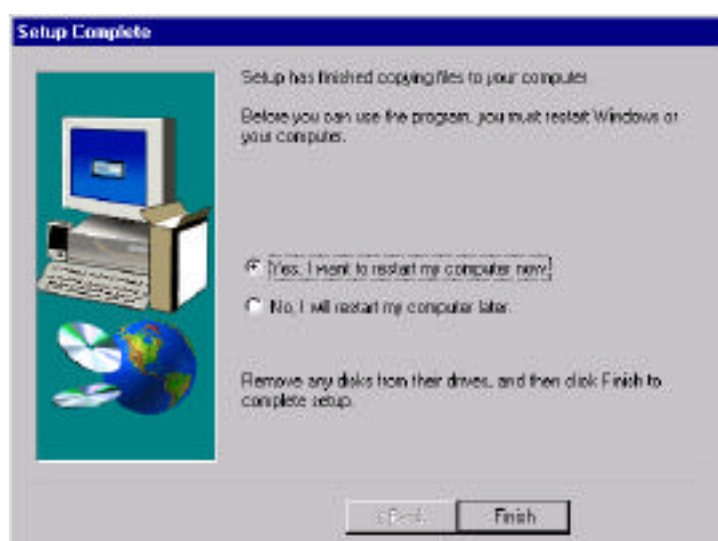 Setup Complete
Setup has finished copying files to your computer.
Before you can use the program, you must restart Windows or
your computer.
Yes, I want to restart my computer now.
No, I will restart my computer later.
Remove any disks from their drives, and then click Finish to
complete setup.
< Back
Finish